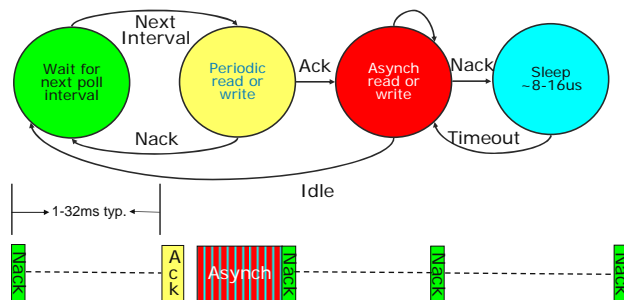 Next
Interval
Wait for
next poll
interval
Periodic
read or
write
Ack
Asynch
read or
write
Nack
Sleep
~8-16us
Nack
Timeout
Idle
1-32ms typ.
Nack
Ack
Asynch
Nack
Nack
Nack